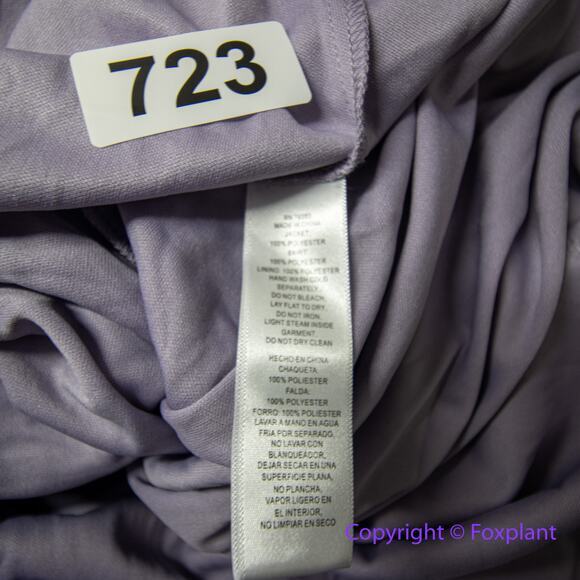 723
MADE IN CHINA
JACKET:
100% POLYESTER
SKIRT:
100% POLYESTER
LINING: 100% POLYESTER
HAND WASH COLD
SEPARATELY.
DO NOT BLEACH.
LAY FLAT TO DRY.
DO NOT IRON.
LIGHT STEAM INSIDE
GARMENT.
DO NOT DRY CLEAN
HECHO EN CHINA
CHAQUETA:
100% POLIESTER
FALDA:
100% POLYESTER
FORRO: 100% POLIESTER
LAVAR A MANO EN AGUA
FRIA POR SEPARADO.
NO LAVAR CON
BLANQUEADOR.
DEJAR SECAR EN UNA
SUPERFICIE PLANA.
NO PLANCHA.
VAPOR LIGERO EN
EL INTERIOR.
NO LIMPIAR EN SECO
Copyright © Foxplant